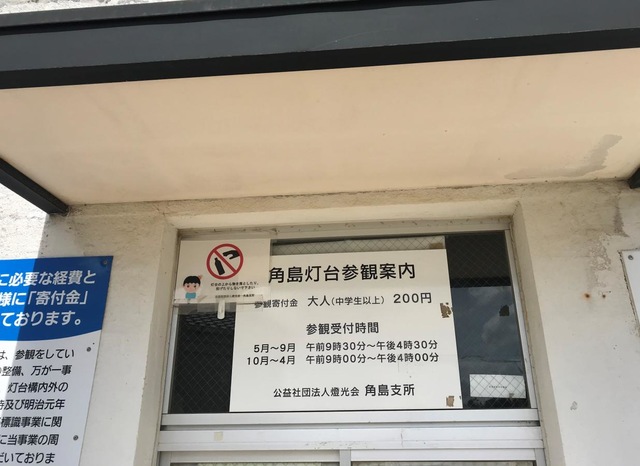 に必要な経費と
様に「寄付金」
ております。
は、参観をしてい
の整備、万が一事
灯台構内外の
時及び明治元年
標識事業に関
に当事業の周
だいておりま
角島灯台参観案内
参観寄付金 大人(中学生以上) 200円
参観受付時間
5月~9月 午前9時30分~午後4時30分
10月~4月 午前9時00分~午後4時00分
公益社団法人燈光会 角島支所